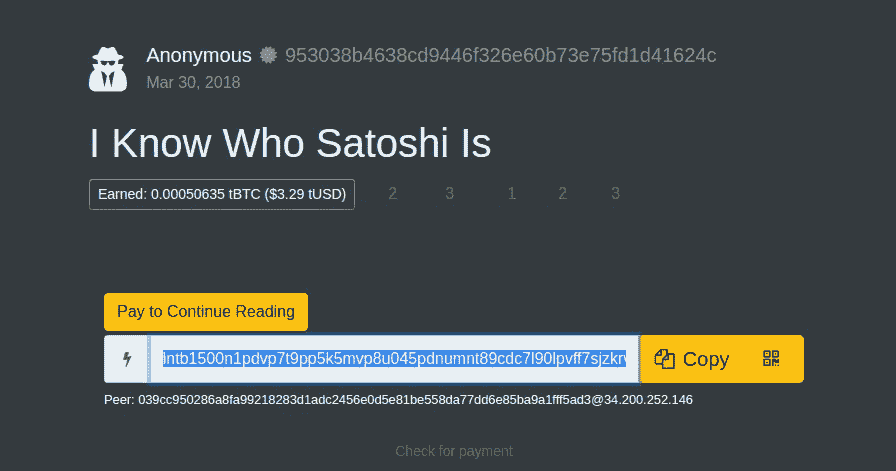 Anonymous 953038b4638cd9446f326e60b73e75fd1d41624c
Mar 30, 2018
I Know Who Satoshi Is
Earned: 0.00050635 tBTC ($3.29 tUSD) 2 3 1 2 3
Pay to Continue Reading
lntb1500n1pdvp7t9pp5k5mvp8u045pdnumnt89cdc7l90lpvff7sjzkrv Copy
Peer: 039cc950286a8fa99218283d1adc2456e0d5e81be558da77dd6e85ba9a1fff5ad3@34.200.252.146
Check for payment